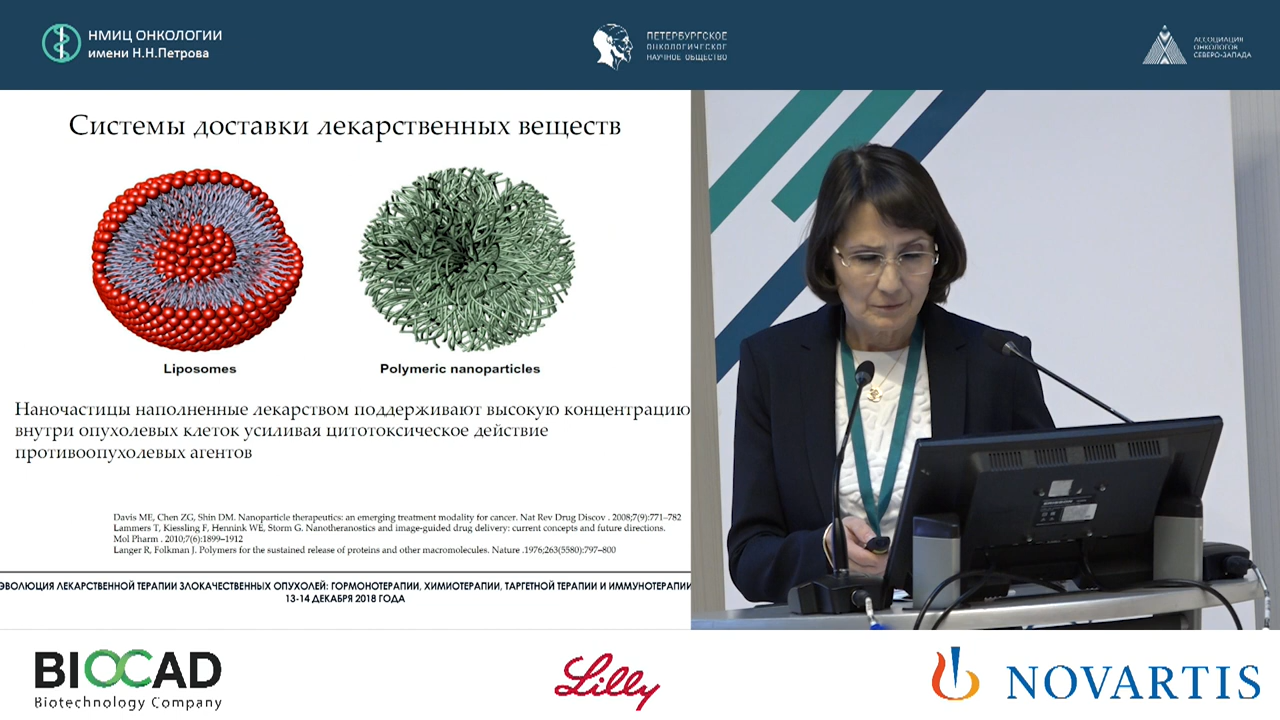 НМИЦ ОНКОЛОГИИ
имени Н.Н.Петрова
ПЕТЕРБУРГСКОЕ
ОНКОЛОГИЧЕСКОЕ
НАУЧНОЕ ОБЩЕСТВО
АССОЦИАЦИЯ
ОНКОЛОГОВ
СЕВЕРО-ЗАПАДА
Системы доставки лекарственных веществ
Liposomes
Polymeric nanoparticles
Наночастицы наполненные лекарством поддерживают высокую концентрацию
внутри опухолевых клеток усиливая цитотоксическое действие
противоопухолевых агентов
Davis ME, Chen ZG, Shin DM. Nanoparticle therapeutics: an emerging treatment modality for cancer. Nat Rev Drug Discov . 2008;7(9):771–782
Lammers T, Kiessling F, Hennink WE, Storm G. Nanotheranostics and image-guided drug delivery: current concepts and future directions.
Mol Pharm . 2010;7(6):1899–1912
Langer R, Folkman J. Polymers for the sustained release of proteins and other macromolecules. Nature .1976;263(5580):797–800
ЭВОЛЮЦИЯ ЛЕКАРСТВЕННОЙ ТЕРАПИИ ЗЛОКАЧЕСТВЕННЫХ ОПУХОЛЕЙ: ГОРМОНОТЕРАПИИ, ХИМИОТЕРАПИИ, ТАРГЕТНОЙ ТЕРАПИИ И ИММУНОТЕРАПИИ
13-14 ДЕКАБРЯ 2018 ГОДА
BIOCAD
Biotechnology Company
Lilly
NOVARTIS